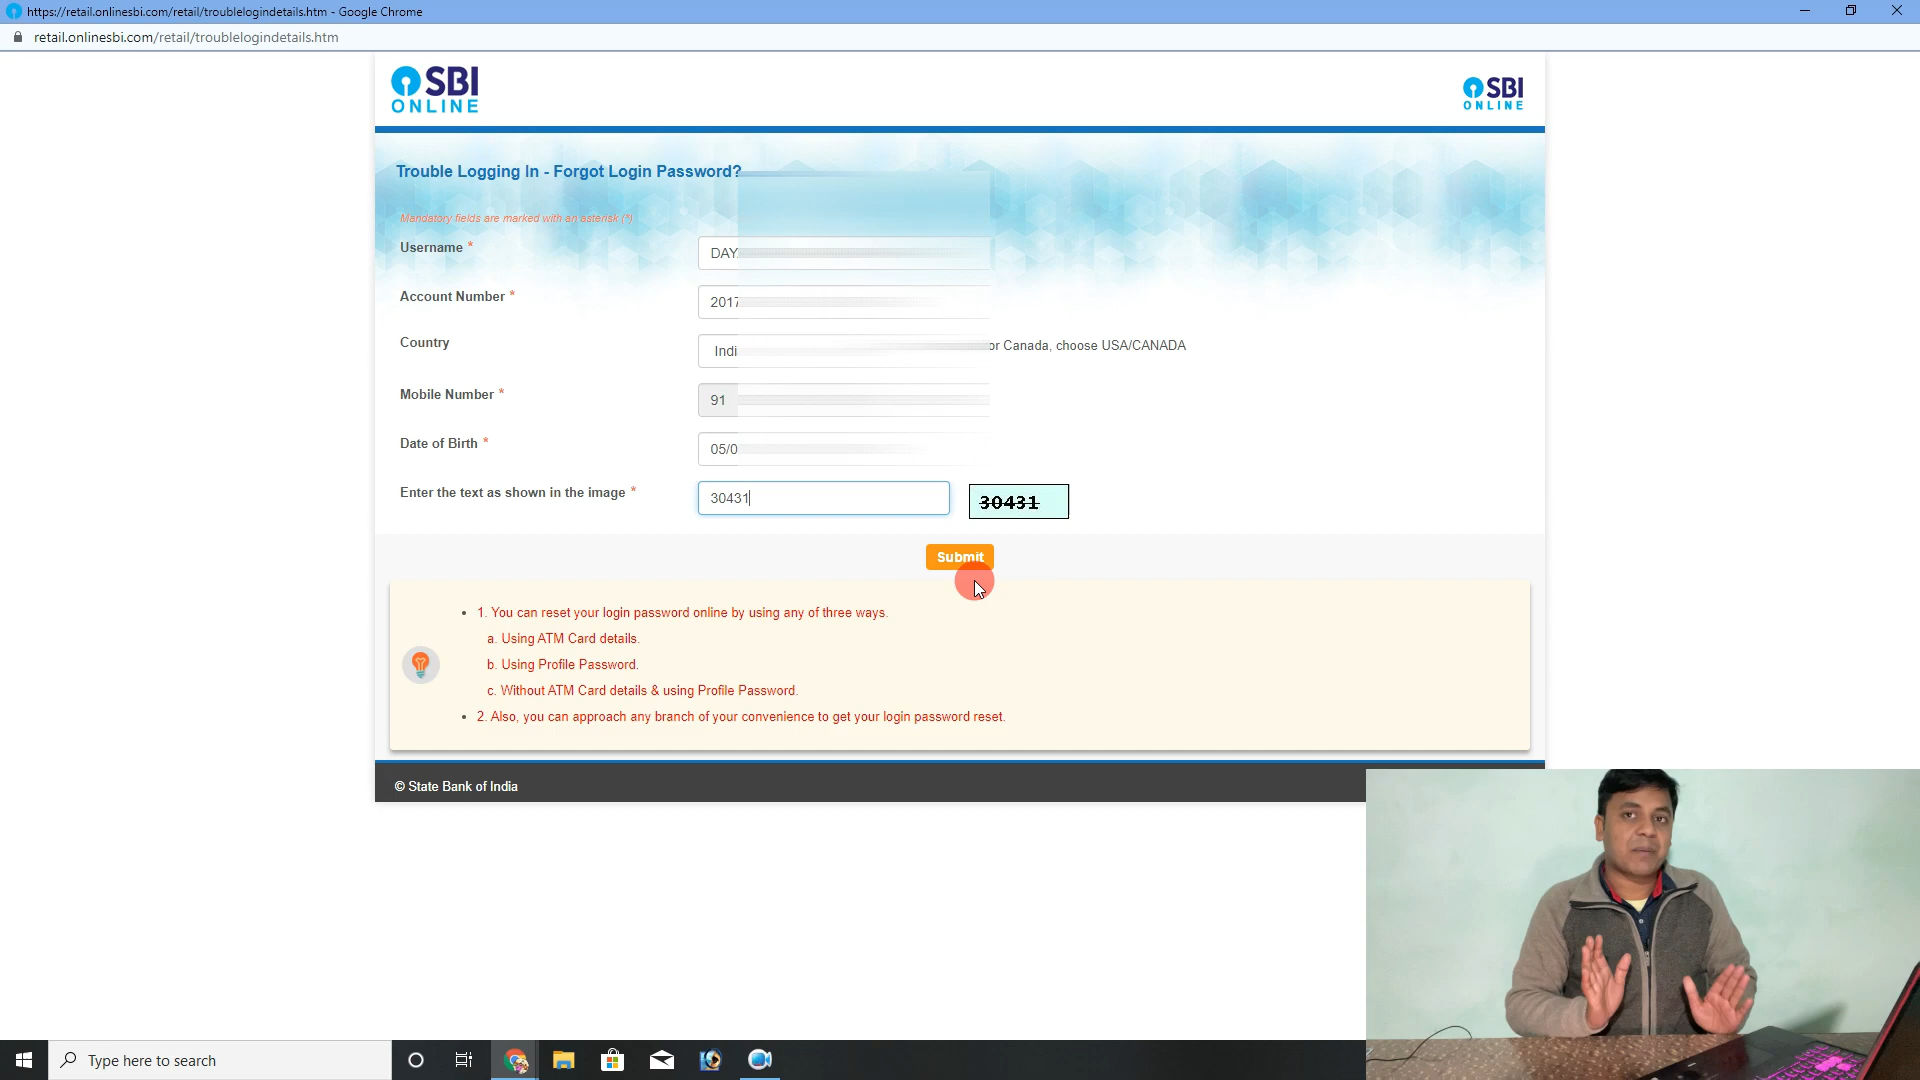 https://retail.onlinesbi.com/retail/troublelogindetails.htm - Google Chrome
retail.onlinesbi.com/retail/troublelogindetails.htm
SBI
ONLINE
SBI
ONLINE
Trouble Logging In - Forgot Login Password?
Mandatory fields are marked with an asterisk (*)
Username *
DAY
Account Number *
2017
Country
Indi
or Canada, choose USA/CANADA
Mobile Number *
91
Date of Birth *
05/0
Enter the text as shown in the image *
30431
30431
Submit
• 1. You can reset your login password online by using any of three ways.
a. Using ATM Card details.
b. Using Profile Password.
c. Without ATM Card details & using Profile Password.
• 2. Also, you can approach any branch of your convenience to get your login password reset.
© State Bank of India
Type here to search